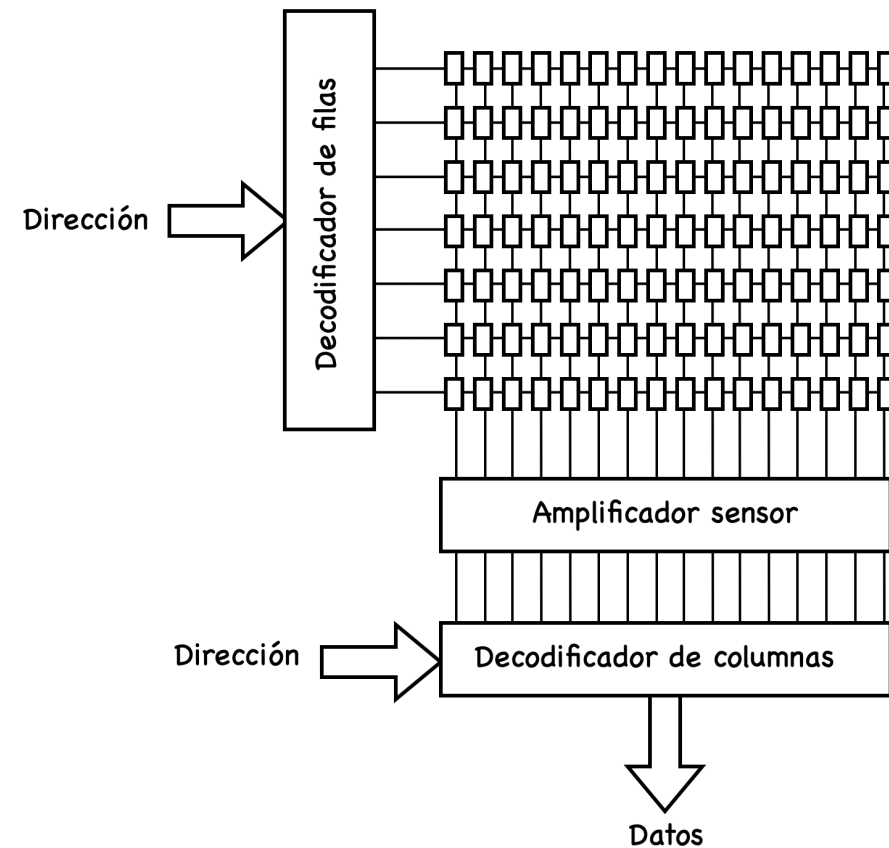 Decodificador de filas
Dirección
Amplificador sensor
Dirección
Decodificador de columnas
Datos